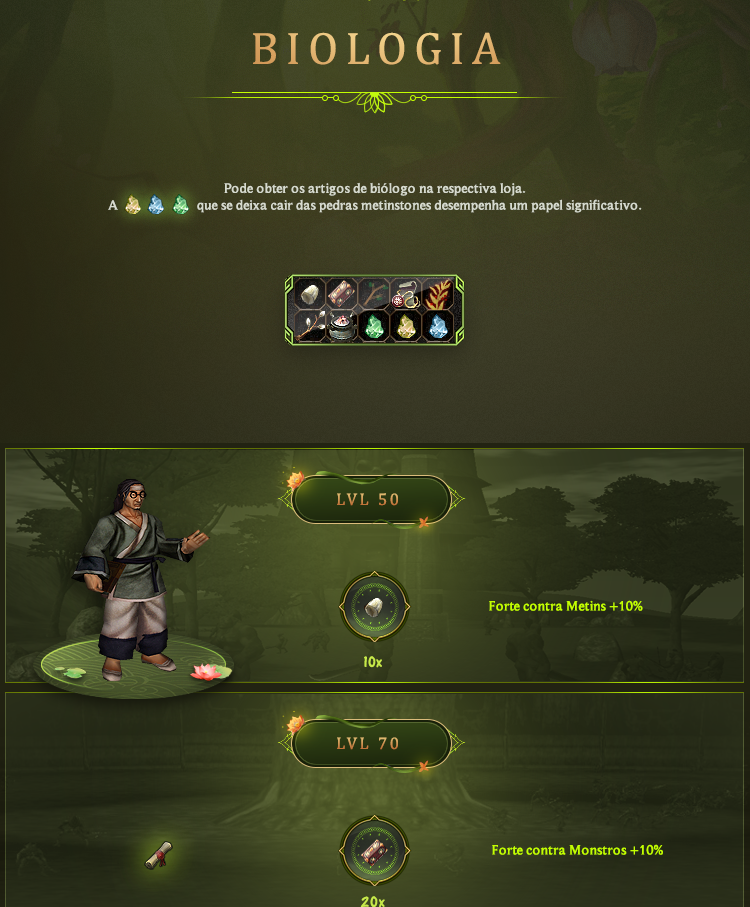 BIOLOGIA
Pode obter os artigos de biólogo na respectiva loja.
A que se deixa cair das pedras metinstones desempenha um papel significativo.
LVL 50
Forte contra Metins +10%
10x
LVL 70
Forte contra Monstros +10%
20x